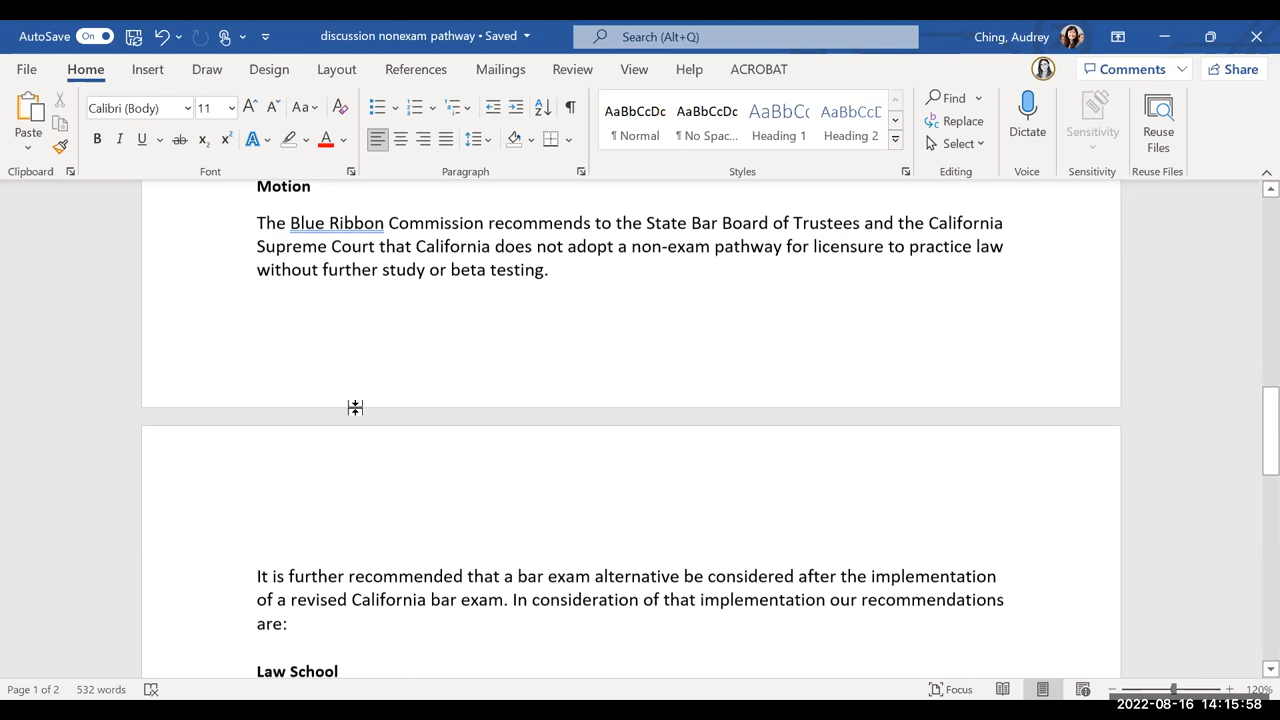 AutoSave On discussion nonexam pathway • Saved Search (Alt+Q) Ching, Audrey
File Home Insert Draw Design Layout References Mailings Review View Help ACROBAT Comments Share
Paste
Calibri (Body) 11 Aa
B I U ab x₂ x² A A
Clipboard Font Paragraph Styles Editing Voice Sensitivity Reuse Files
AaBbCcDc AaBbCcDc AaBbCc AaBbCcD
¶ Normal ¶ No Spac... Heading 1 Heading 2
Find
Replace
Select
Dictate
Sensitivity
Reuse
Files
Motion
The Blue Ribbon Commission recommends to the State Bar Board of Trustees and the California
Supreme Court that California does not adopt a non-exam pathway for licensure to practice law
without further study or beta testing.
It is further recommended that a bar exam alternative be considered after the implementation
of a revised California bar exam. In consideration of that implementation our recommendations
are:
Law School
Page 1 of 2 532 words Focus 120%
2022-08-16 14:15:58